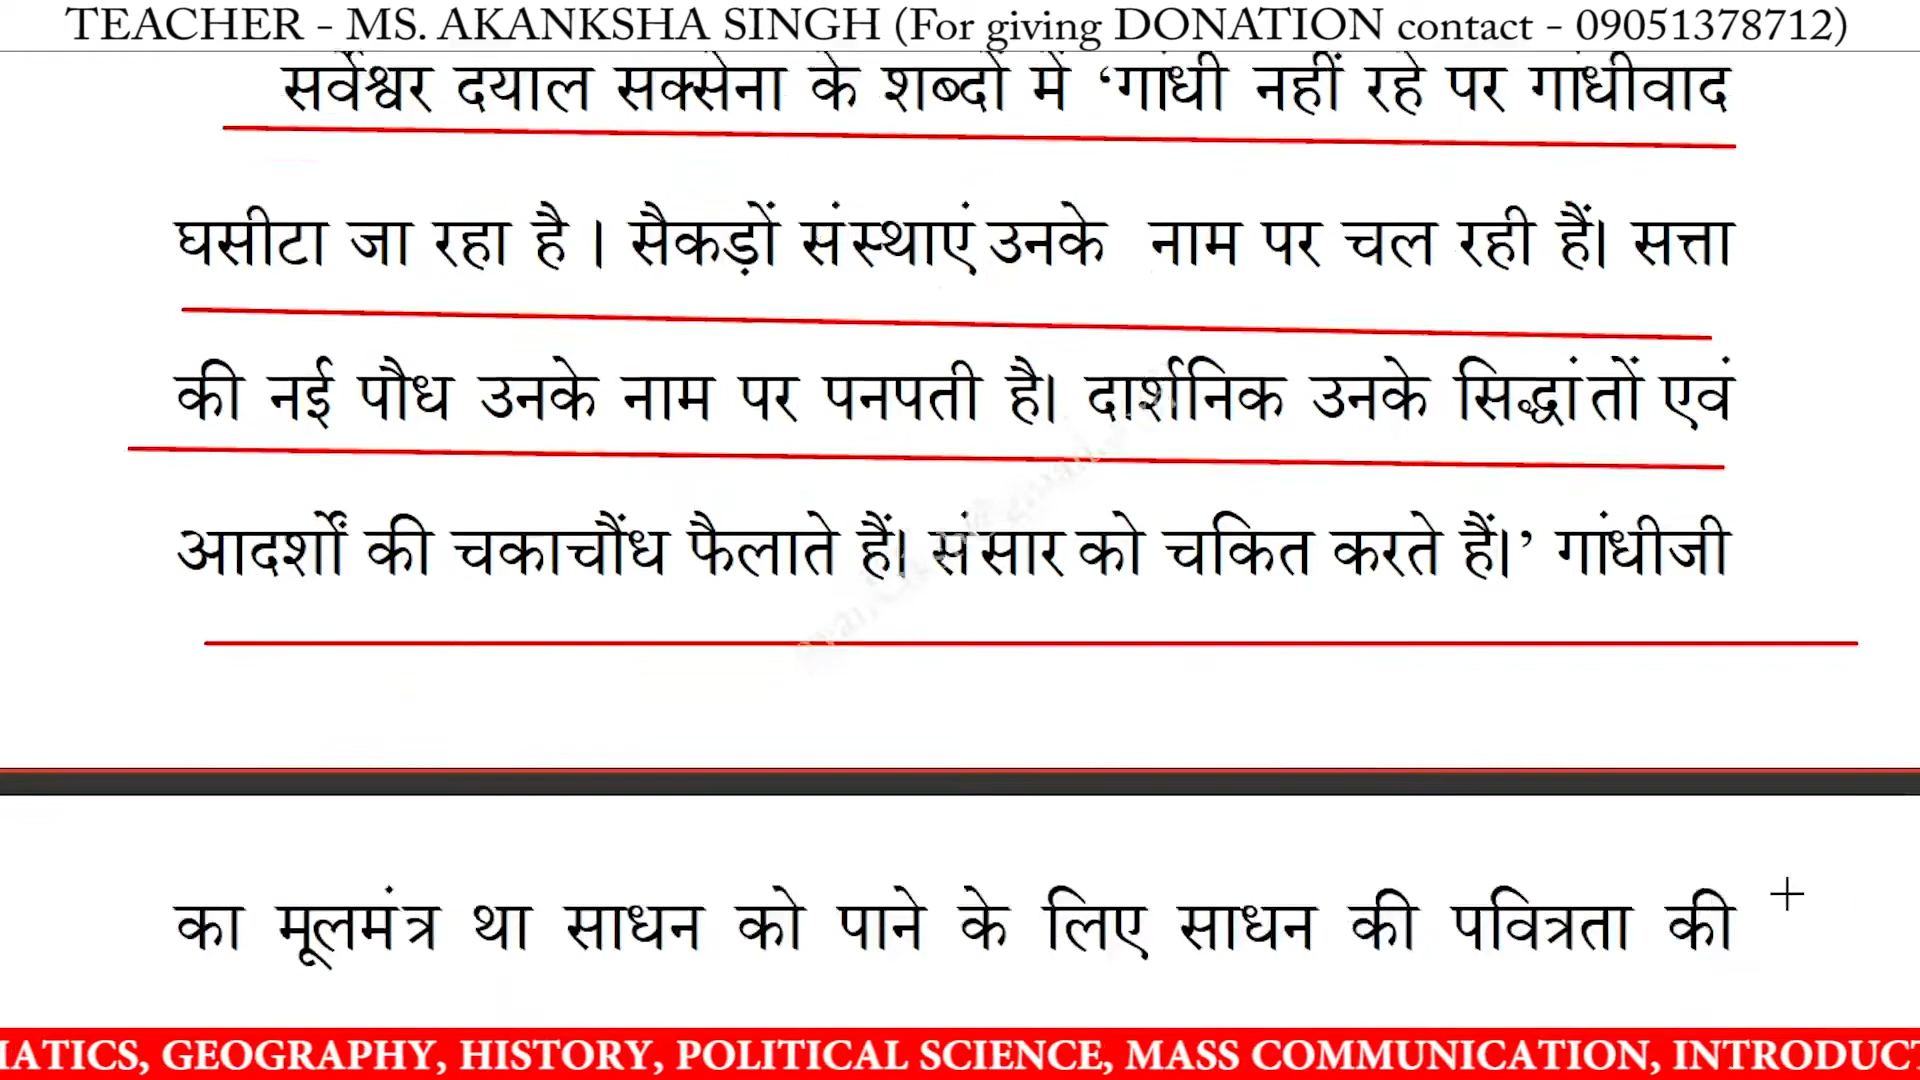 TEACHER - MS. AKANKSHA SINGH (For giving DONATION contact - 09051378712)
सर्वेश्वर दयाल सक्सेना के शब्दों में ‘गांधी नहीं रहे पर गांधीवाद
घसीटा जा रहा है । सैकड़ों संस्थाएं उनके नाम पर चल रही हैं। सत्ता
की नई पौध उनके नाम पर पनपती है। दार्शनिक उनके सिद्धांतों एवं
आदर्शों की चकाचौंध फैलाते हैं। संसार को चकित करते हैं।’ गांधीजी
का मूलमंत्र था साधन को पाने के लिए साधन की पवित्रता की
MATICS, GEOGRAPHY, HISTORY, POLITICAL SCIENCE, MASS COMMUNICATION, INTRODUCT